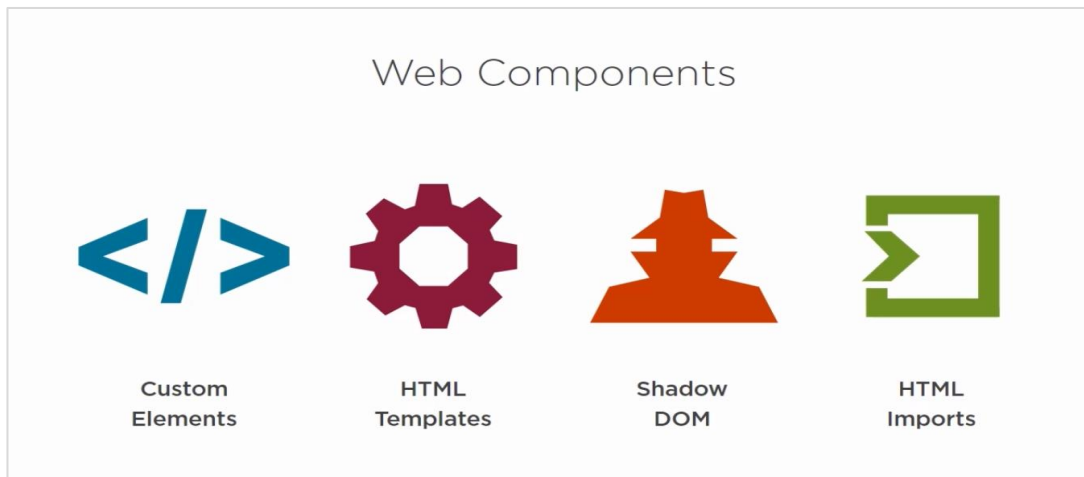 Web Components
Custom
Elements
HTML
Templates
Shadow
DOM
HTML
Imports